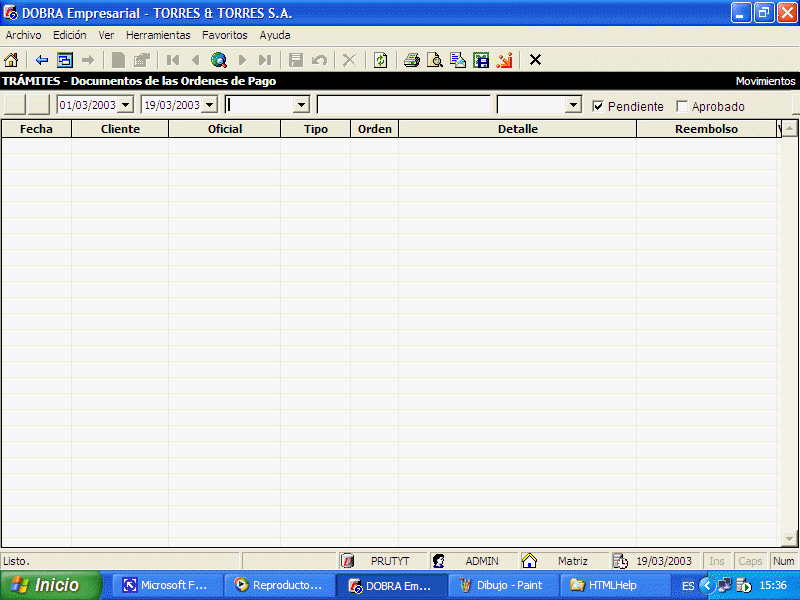 DOBRA Empresarial - TORRES & TORRES S.A.
Archivo Edición Ver Herramientas Favoritos Ayuda
TRÁMITES - Documentos de las Ordenes de Pago Movimientos
01/03/2003 19/03/2003 Pendiente Aprobado
Fecha Cliente Oficial Tipo Orden Detalle Reembolso
Listo. PRUTYT ADMIN Matriz 19/03/2003 Ins Caps Num
Inicio Microsoft F... Reproducto... DOBRA Em... Dibujo - Paint HTMLHelp ES 15:36